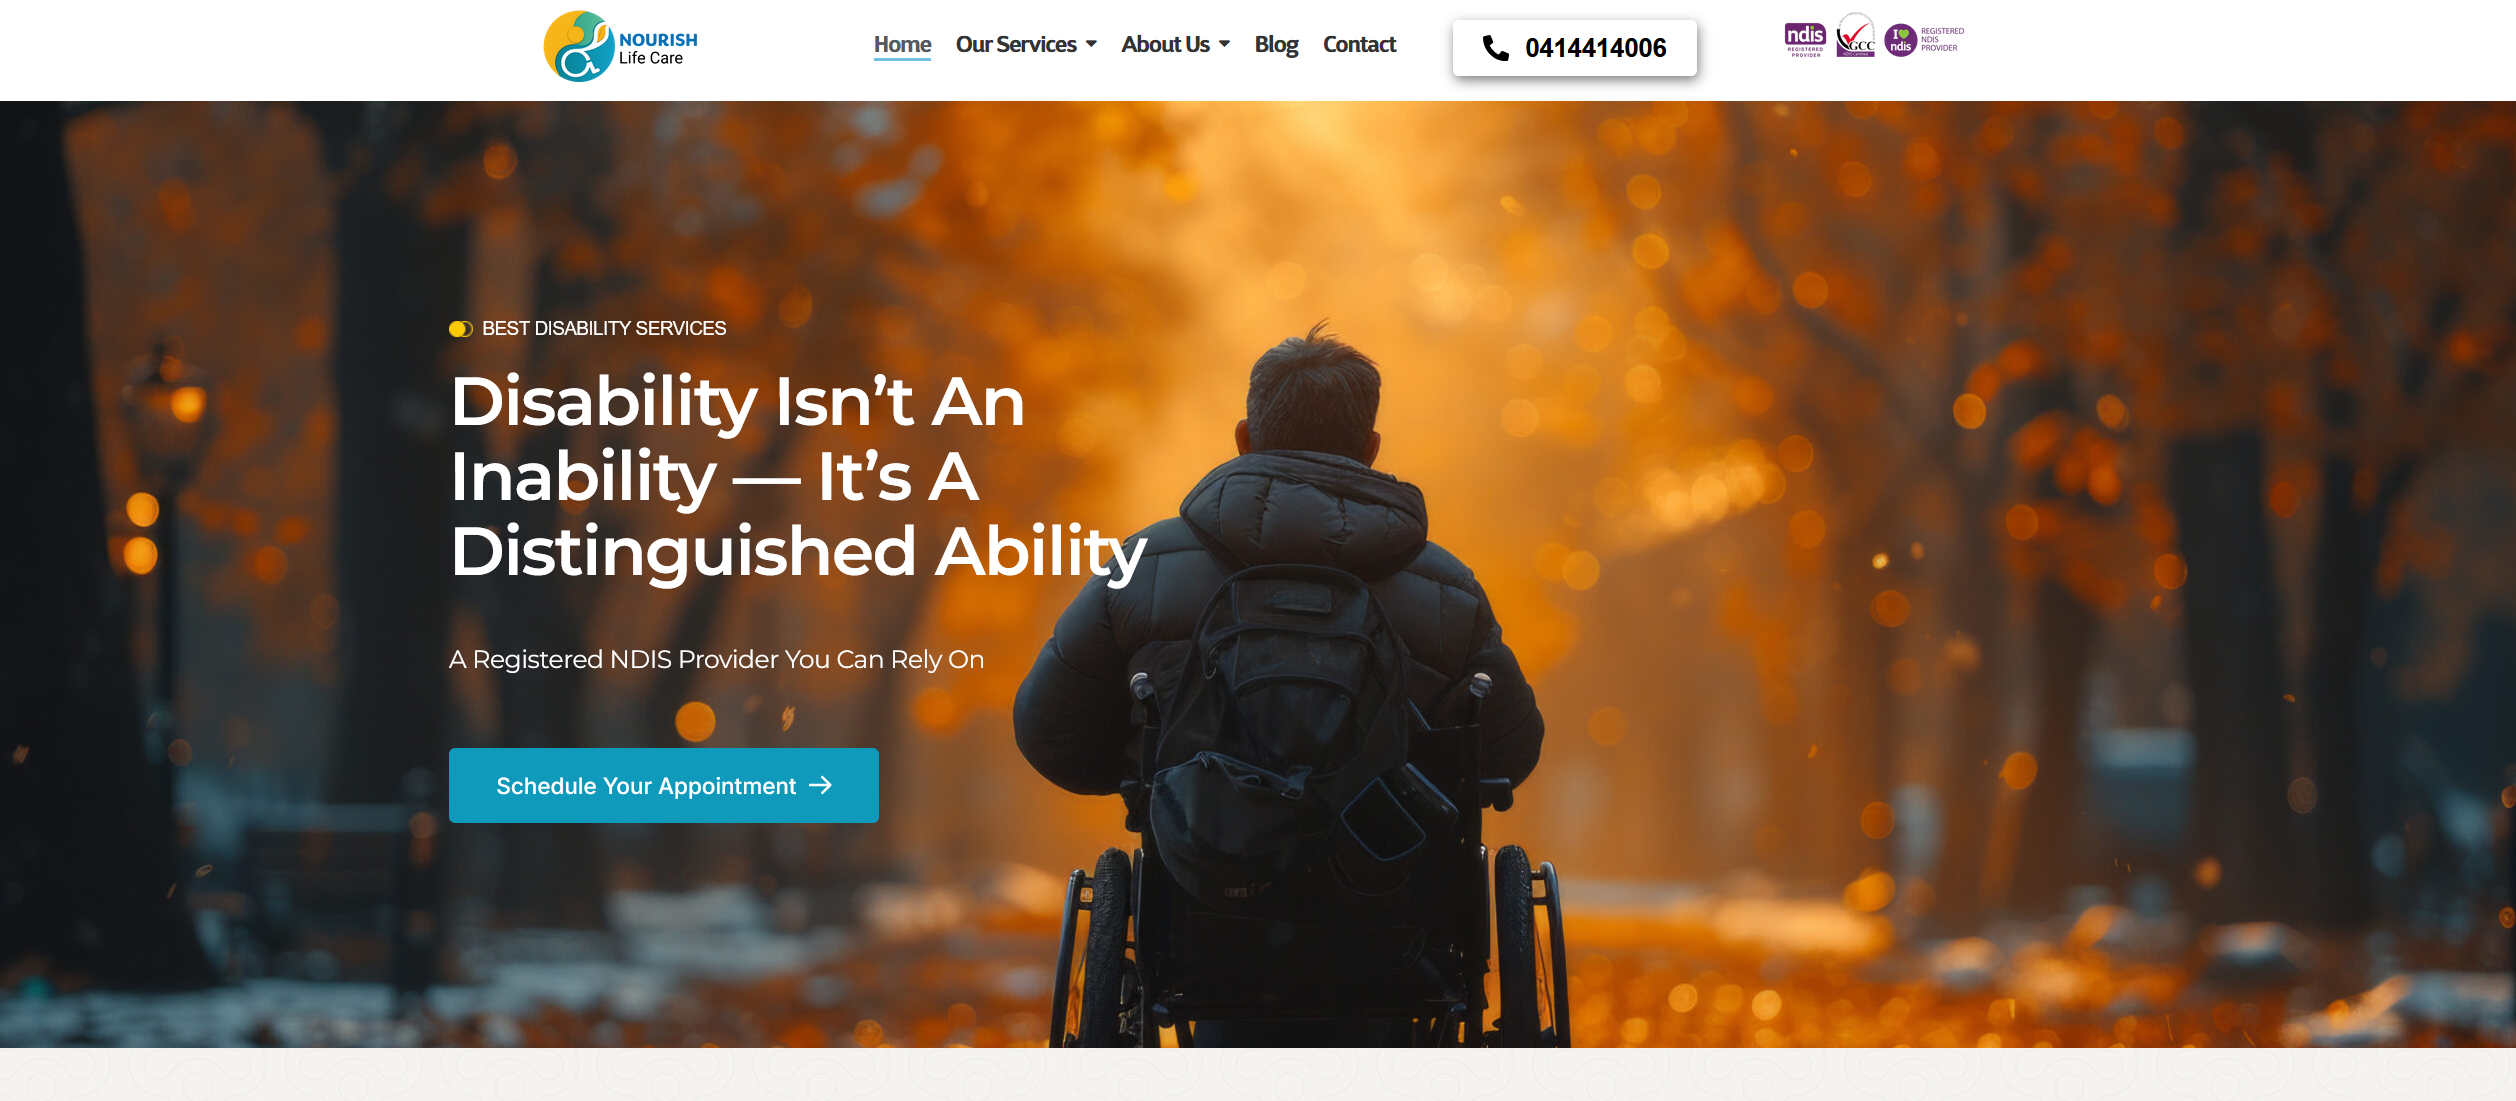 NOURISH
Life Care
Home Our Services About Us Blog Contact
0414414006
ndis
REGISTERED
PROVIDER
GCC
I
ndis
REGISTERED
NDIS
PROVIDER
BEST DISABILITY SERVICES
Disability Isn’t An
Inability — It’s A
Distinguished Ability
A Registered NDIS Provider You Can Rely On
Schedule Your Appointment →